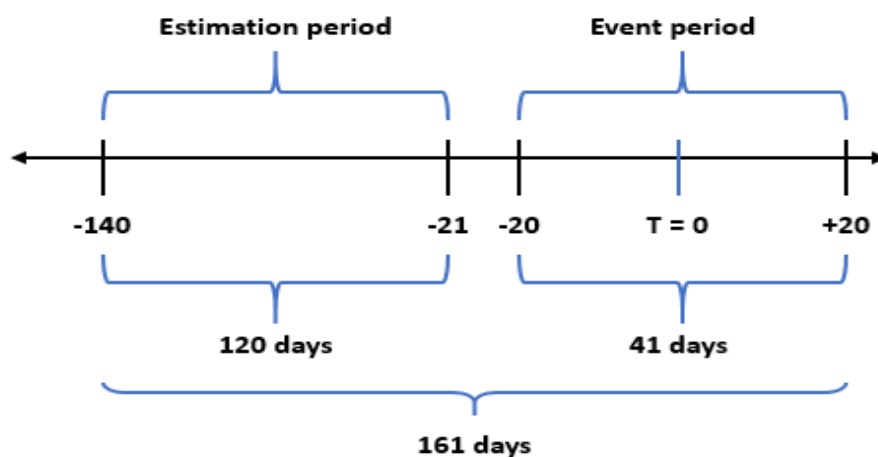 Estimation period Event period
-140 -21 -20 T = 0 +20
120 days 41 days
161 days